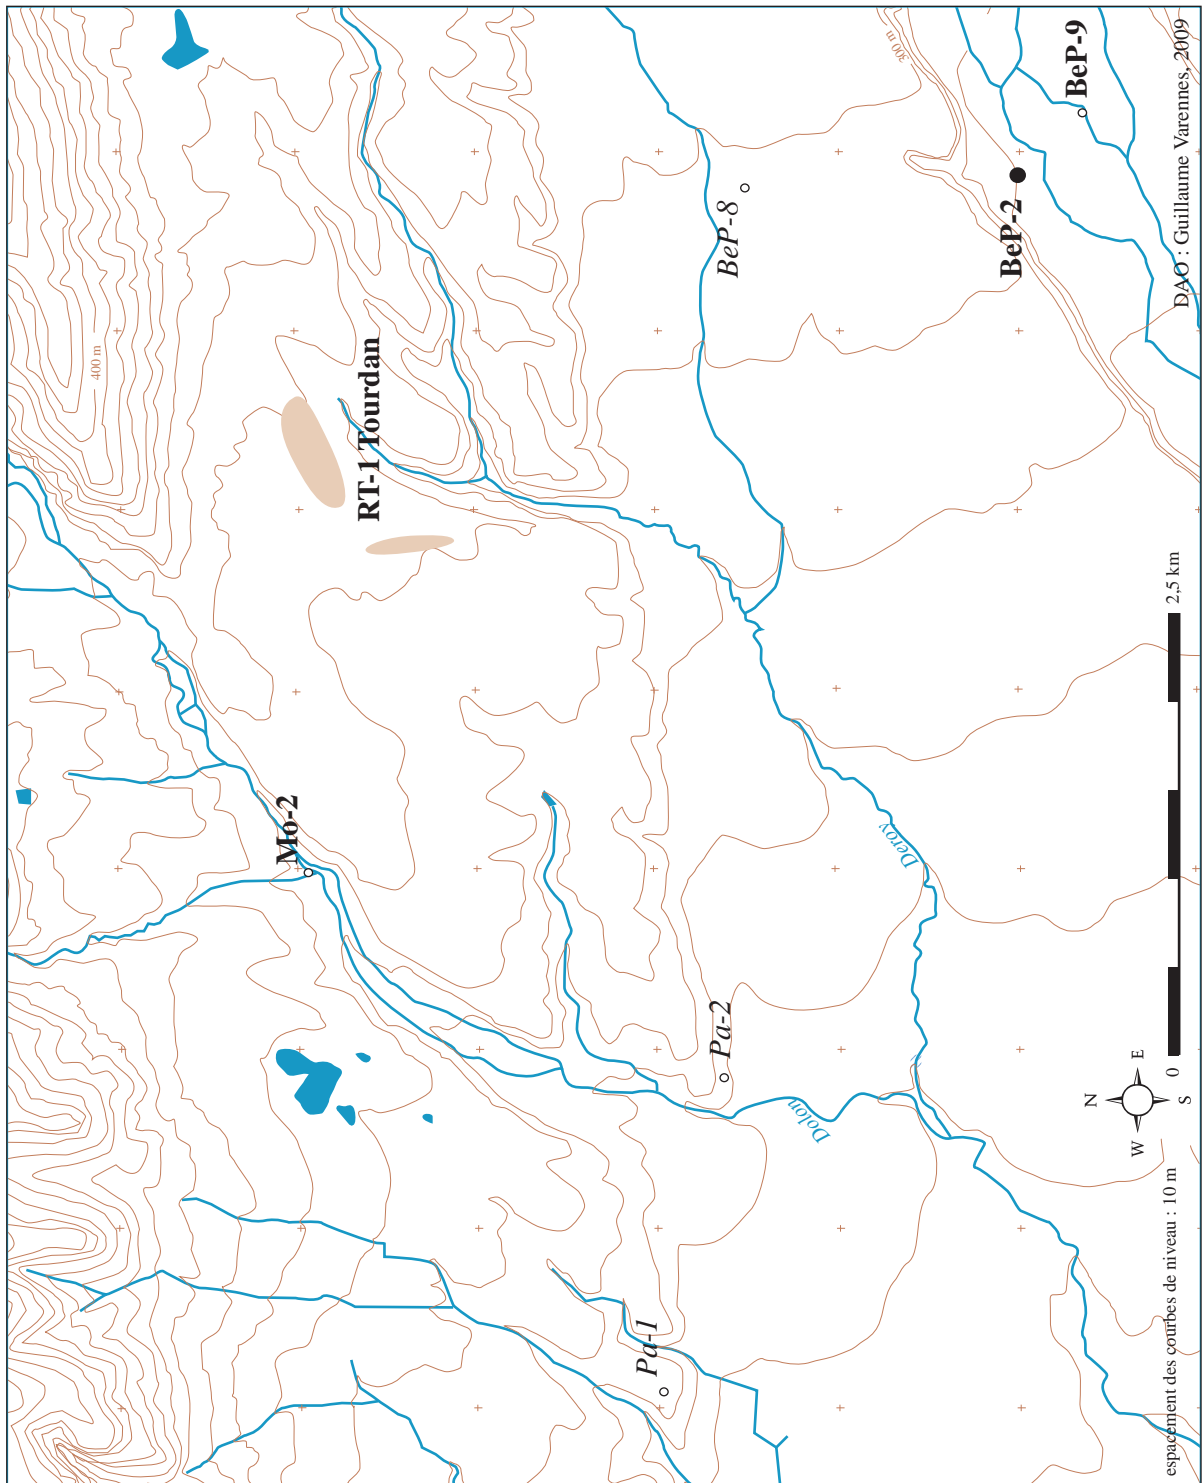 400 m
300 m
RT-1 Tourdan
BeP-8
BeP-9
BeP-2
Mo-2
Pa-2
Pa-1
Deroy
Dolon
N
W
E
S
0
2,5 km
espacement des courbes de niveau : 10 m
DAO : Guillaume Varennes, 2009